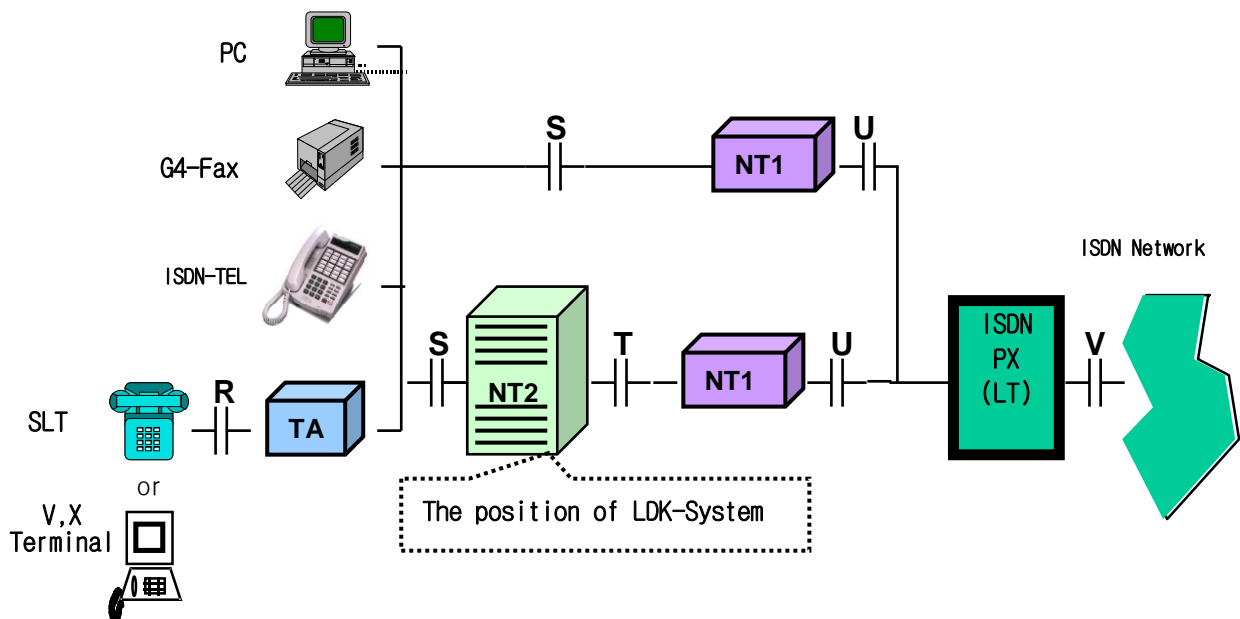 PC
S
U
G4-Fax
NT1
ISDN-TEL
ISDN Network
ISDN
PX
(LT)
S
T
U
V
NT2
NT1
R
SLT
TA
or
V,X
Terminal
The position of LDK-System